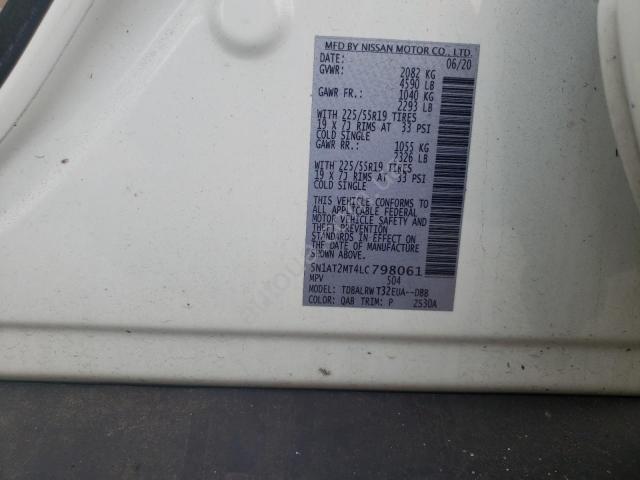 MFD BY NISSAN MOTOR CO., LTD.
DATE: 06/20
GVWR: 2082 KG
4590 LB
GAWR FR.: 1040 KG
2293 LB
WITH 225/55R19 TIRES
19 X 7J RIMS AT 33 PSI
COLD SINGLE
GAWR RR.: 1055 KG
2326 LB
WITH 225/55R19 TIRES
19 X 7J RIMS AT 33 PSI
COLD SINGLE
THIS VEHICLE CONFORMS TO
ALL APPLICABLE FEDERAL
MOTOR VEHICLE SAFETY AND
THEFT PREVENTION
STANDARDS IN EFFECT ON
THE DATE OF MANUFACTURE
SHOWN ABOVE.
5N1AT2MT4LC798061
MPV 504
MODEL: TDBALRW T32EUA--DBB
COLOR: QAB TRIM: P 2530A